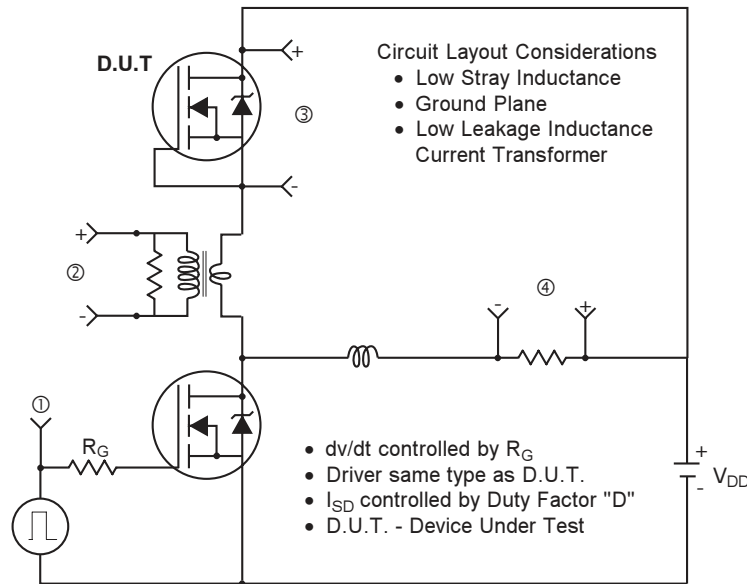 D.U.T
+
③
-
Circuit Layout Considerations
• Low Stray Inductance
• Ground Plane
• Low Leakage Inductance
Current Transformer
+
②
-
- ④ +
①
R_G
• dv/dt controlled by R_G
• Driver same type as D.U.T.
• I_SD controlled by Duty Factor "D"
• D.U.T. - Device Under Test
+
V_DD
-